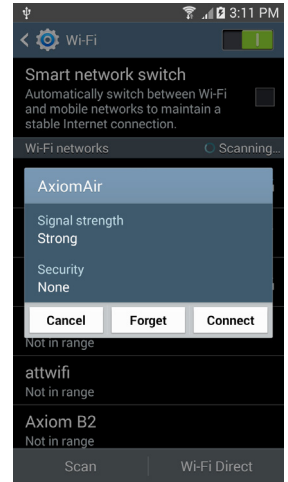 3:11 PM
Wi-Fi
Smart network switch
Automatically switch between Wi-Fi
and mobile networks to maintain a
stable Internet connection.
Wi-Fi networks
Scanning...
AxiomAir
Signal strength
Strong
Security
None
Cancel Forget Connect
Not in range
attwifi
Not in range
Axiom B2
Not in range
Scan Wi-Fi Direct